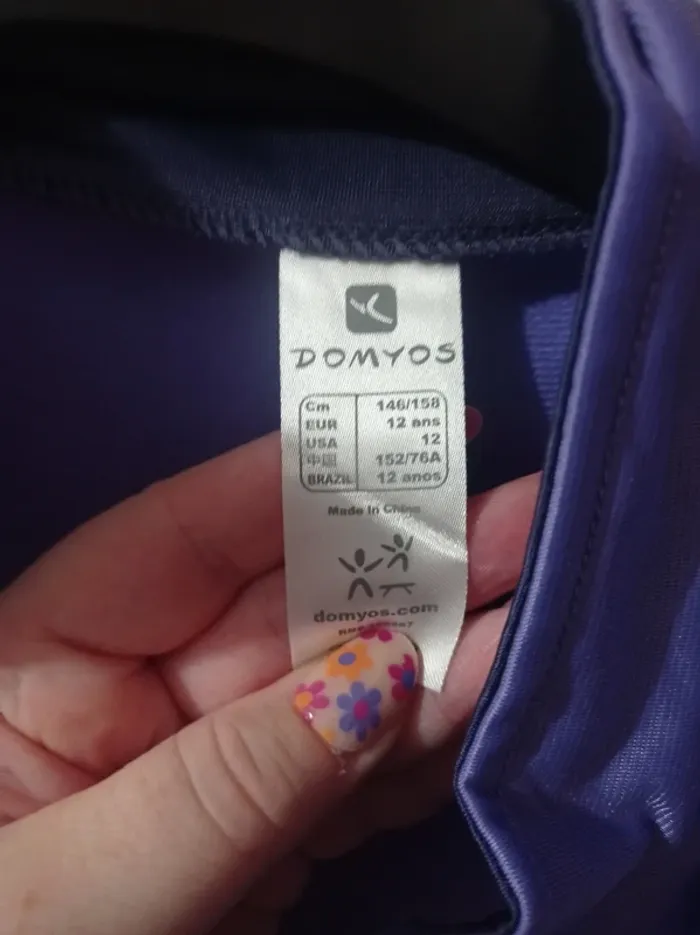 DOMYOS
Cm 146/158
EUR 12 ans
USA 12
中国 152/76A
BRAZIL 12 anos
Made In China
domyos.com